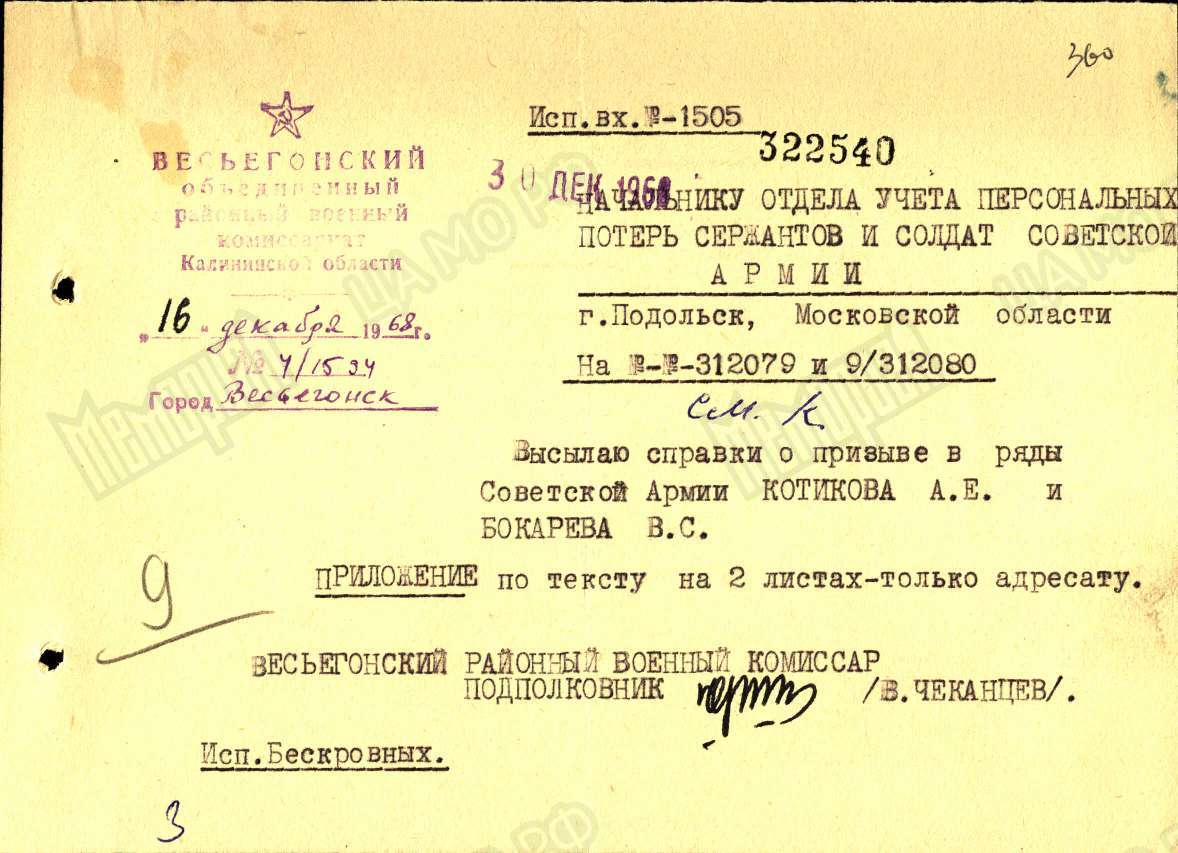 360
Исп.вх.№-1505
322540
30 ДЕК 1968
ВЕСЬЕГОНСКИЙ
объединенный
районный военный
комиссариат
Калининской области
„16" декабря 1968г.
№ 4/1534
Город Весьегонск
НАЧАЛЬНИКУ ОТДЕЛА УЧЕТА ПЕРСОНАЛЬНЫХ
ПОТЕРЬ СЕРЖАНТОВ И СОЛДАТ СОВЕТСКОЙ
АРМИИ
г.Подольск, Московской области
На №-№-312079 и 9/312080
См. К.
Высылаю справки о призыве в ряды
Советской Армии КОТИКОВА А.Е. и
БОКАРЕВА В.С.
9
ПРИЛОЖЕНИЕ по тексту на 2 листах-только адресату.
ВЕСЬЕГОНСКИЙ РАЙОННЫЙ ВОЕННЫЙ КОМИССАР
ПОДПОЛКОВНИК /В.ЧЕКАНЦЕВ/.
Исп.Бескровных.
3
Мемориал
ЦАМО РФ